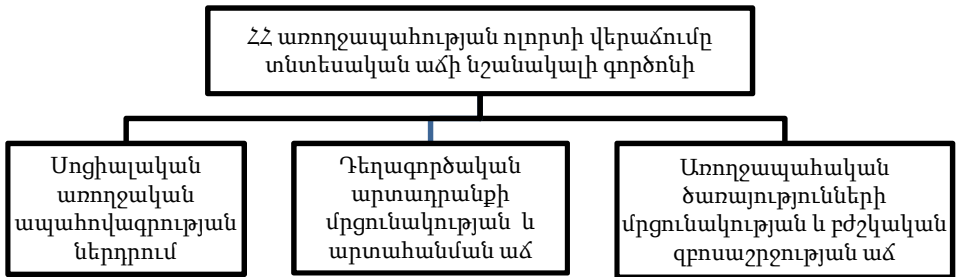 ՀՀ առողջապահության ոլորտի վերաճումը
տնտեսական աճի նշանակալի գործոնի
Սոցիալական
առողջական
ապահովագրության
ներդրում
Դեղագործական
արտադրանքի
մրցունակության և
արտահանման աճ
Առողջապահական
ծառայությունների
մրցունակության և բժշկական
զբոսաշրջության աճ